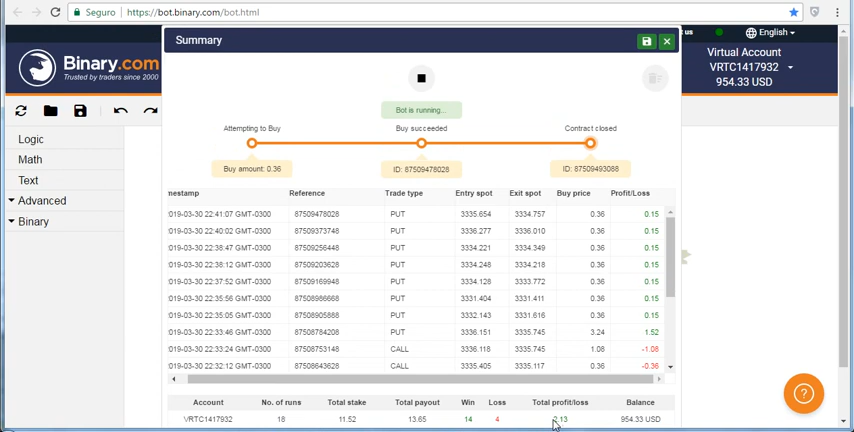 Seguro https://bot.binary.com/bot.html
Summary
us
English
Binary.com
Trusted by traders since 2000
Virtual Account
VRTC1417932
954.33 USD
Bot is running...
Logic
Math
Text
Advanced
Binary
Attempting to Buy Buy succeeded Contract closed
Buy amount: 0.36 ID: 87509478028 ID: 87509493088
mestamp Reference Trade type Entry spot Exit spot Buy price Profit/Loss
019-03-30 22:41:07 GMT-0300 87509478028 PUT 3335.654 3334.757 0.36 0.15
019-03-30 22:40:02 GMT-0300 87509373748 PUT 3336.277 3336.010 0.36 0.15
019-03-30 22:38:47 GMT-0300 87509256448 PUT 3334.221 3334.349 0.36 0.15
019-03-30 22:38:12 GMT-0300 87509203628 PUT 3334.248 3334.218 0.36 0.15
019-03-30 22:37:52 GMT-0300 87509169948 PUT 3334.128 3333.772 0.36 0.15
019-03-30 22:35:56 GMT-0300 87508986668 PUT 3331.404 3331.411 0.36 0.15
019-03-30 22:35:05 GMT-0300 87508905888 PUT 3332.143 3331.616 0.36 0.15
019-03-30 22:33:46 GMT-0300 87508784208 PUT 3336.151 3335.745 3.24 1.52
019-03-30 22:33:24 GMT-0300 87508753148 CALL 3336.118 3335.745 1.08 -1.08
019-03-30 22:32:12 GMT-0300 87508643628 CALL 3335.405 3335.117 0.36 -0.36
Account No. of runs Total stake Total payout Win Loss Total profit/loss Balance
VRTC1417932 18 11.52 13.65 14 4 2.13 954.33 USD